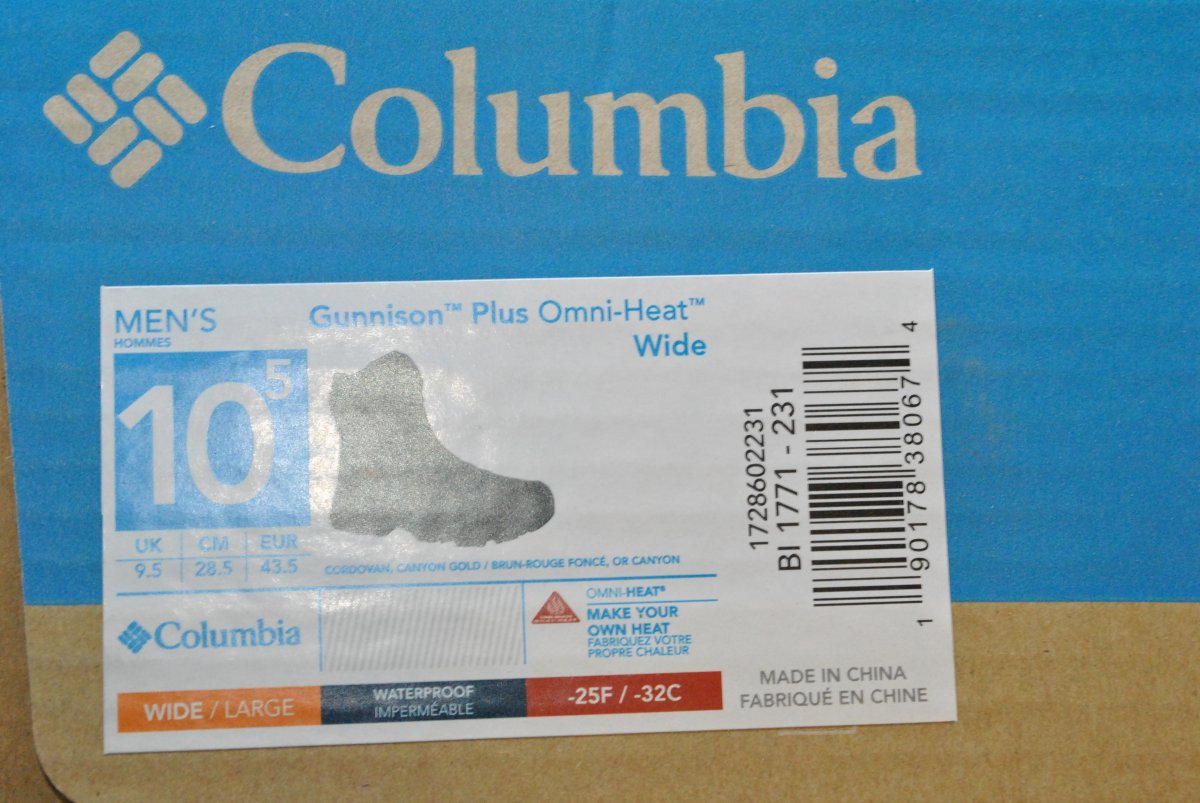 Columbia
MEN'S
HOMMES
10⁵
UK CM EUR
9.5 28.5 43.5
Gunnison™ Plus Omni-Heat™
Wide
CORDOVAN, CANYON GOLD / BRUN-ROUGE FONCÉ, OR CANYON
Columbia
OMNI-HEAT®
MAKE YOUR
OWN HEAT
FABRIQUEZ VOTRE
PROPRE CHALEUR
WIDE / LARGE
WATERPROOF
IMPERMÉABLE
-25F / -32C
1728602231
BI 1771 - 231
1 90178 38067 4
MADE IN CHINA
FABRIQUÉ EN CHINE